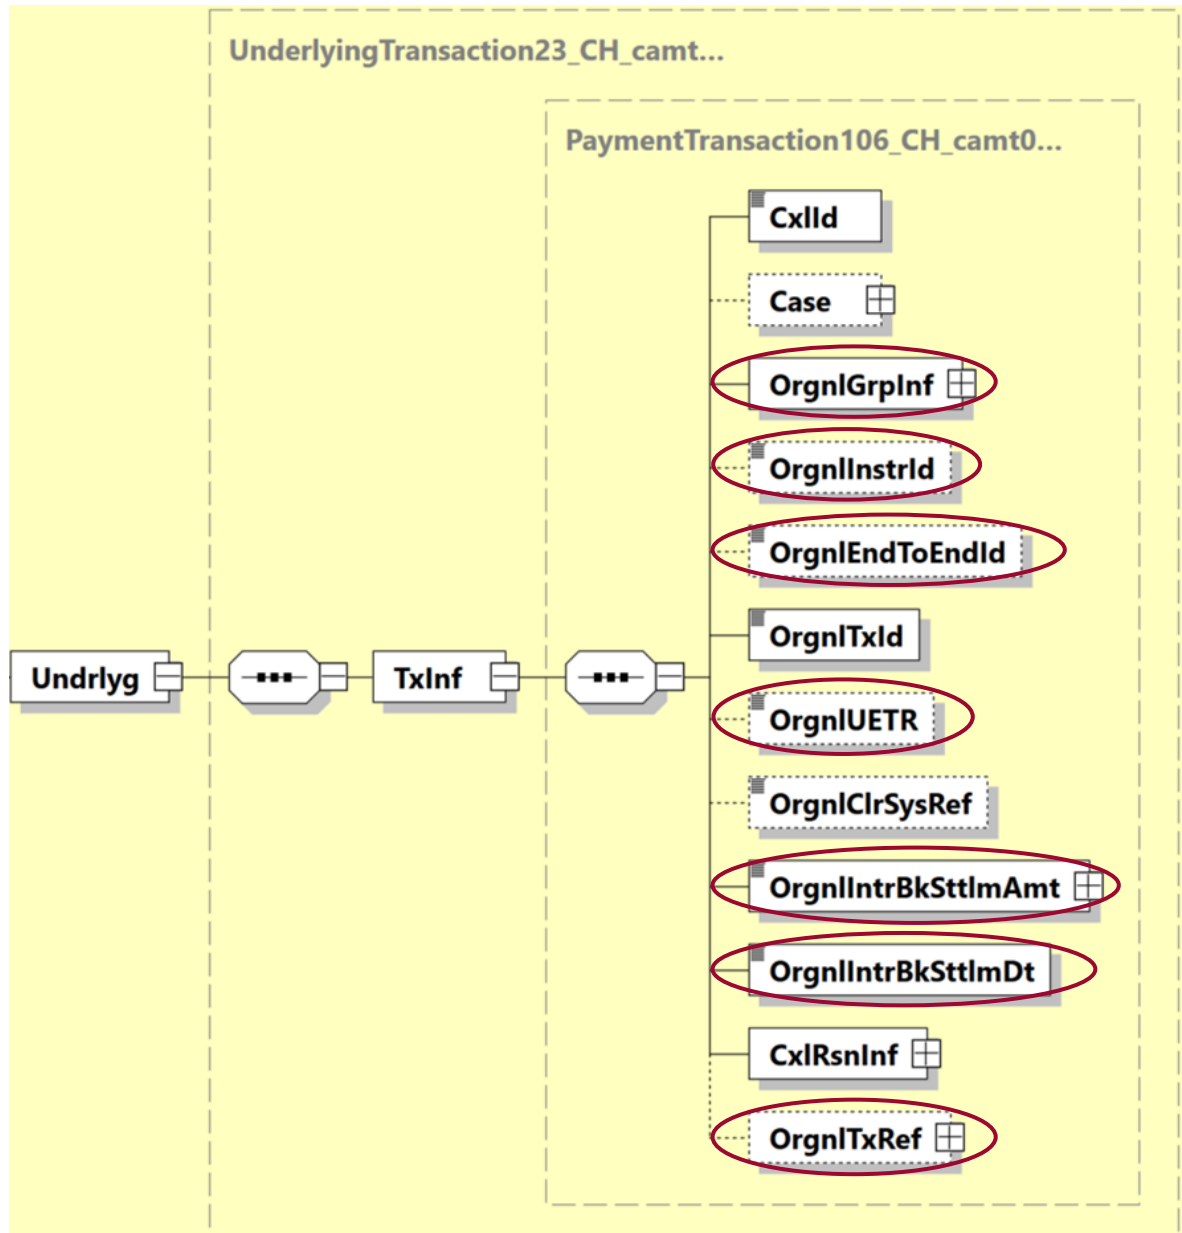 UnderlyingTransaction23_CH_camt...
PaymentTransaction106_CH_camt0...
CxlId
Case
OrgnlGrpInf
OrgnlInstrId
OrgnlEndToEndId
OrgnlTxId
Undrlyg
TxInf
OrgnlUETR
OrgnlClrSysRef
OrgnlIntrBkSttlmAmt
OrgnlIntrBkSttlmDt
CxlRsnInf
OrgnlTxRef